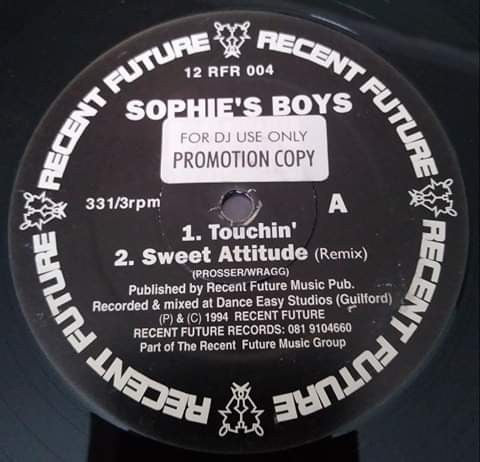 RECENT FUTURE
RECENT FUTURE
RECENT FUTURE
RECENT FUTURE
12 RFR 004
SOPHIE'S BOYS
FOR DJ USE ONLY
PROMOTION COPY
331/3rpm
A
1. Touchin'
2. Sweet Attitude (Remix)
(PROSSER/WRAGG)
Published by Recent Future Music Pub.
Recorded & mixed at Dance Easy Studios (Guilford)
(P) & (C) 1994 RECENT FUTURE
RECENT FUTURE RECORDS: 081 9104660
Part of The Recent Future Music Group